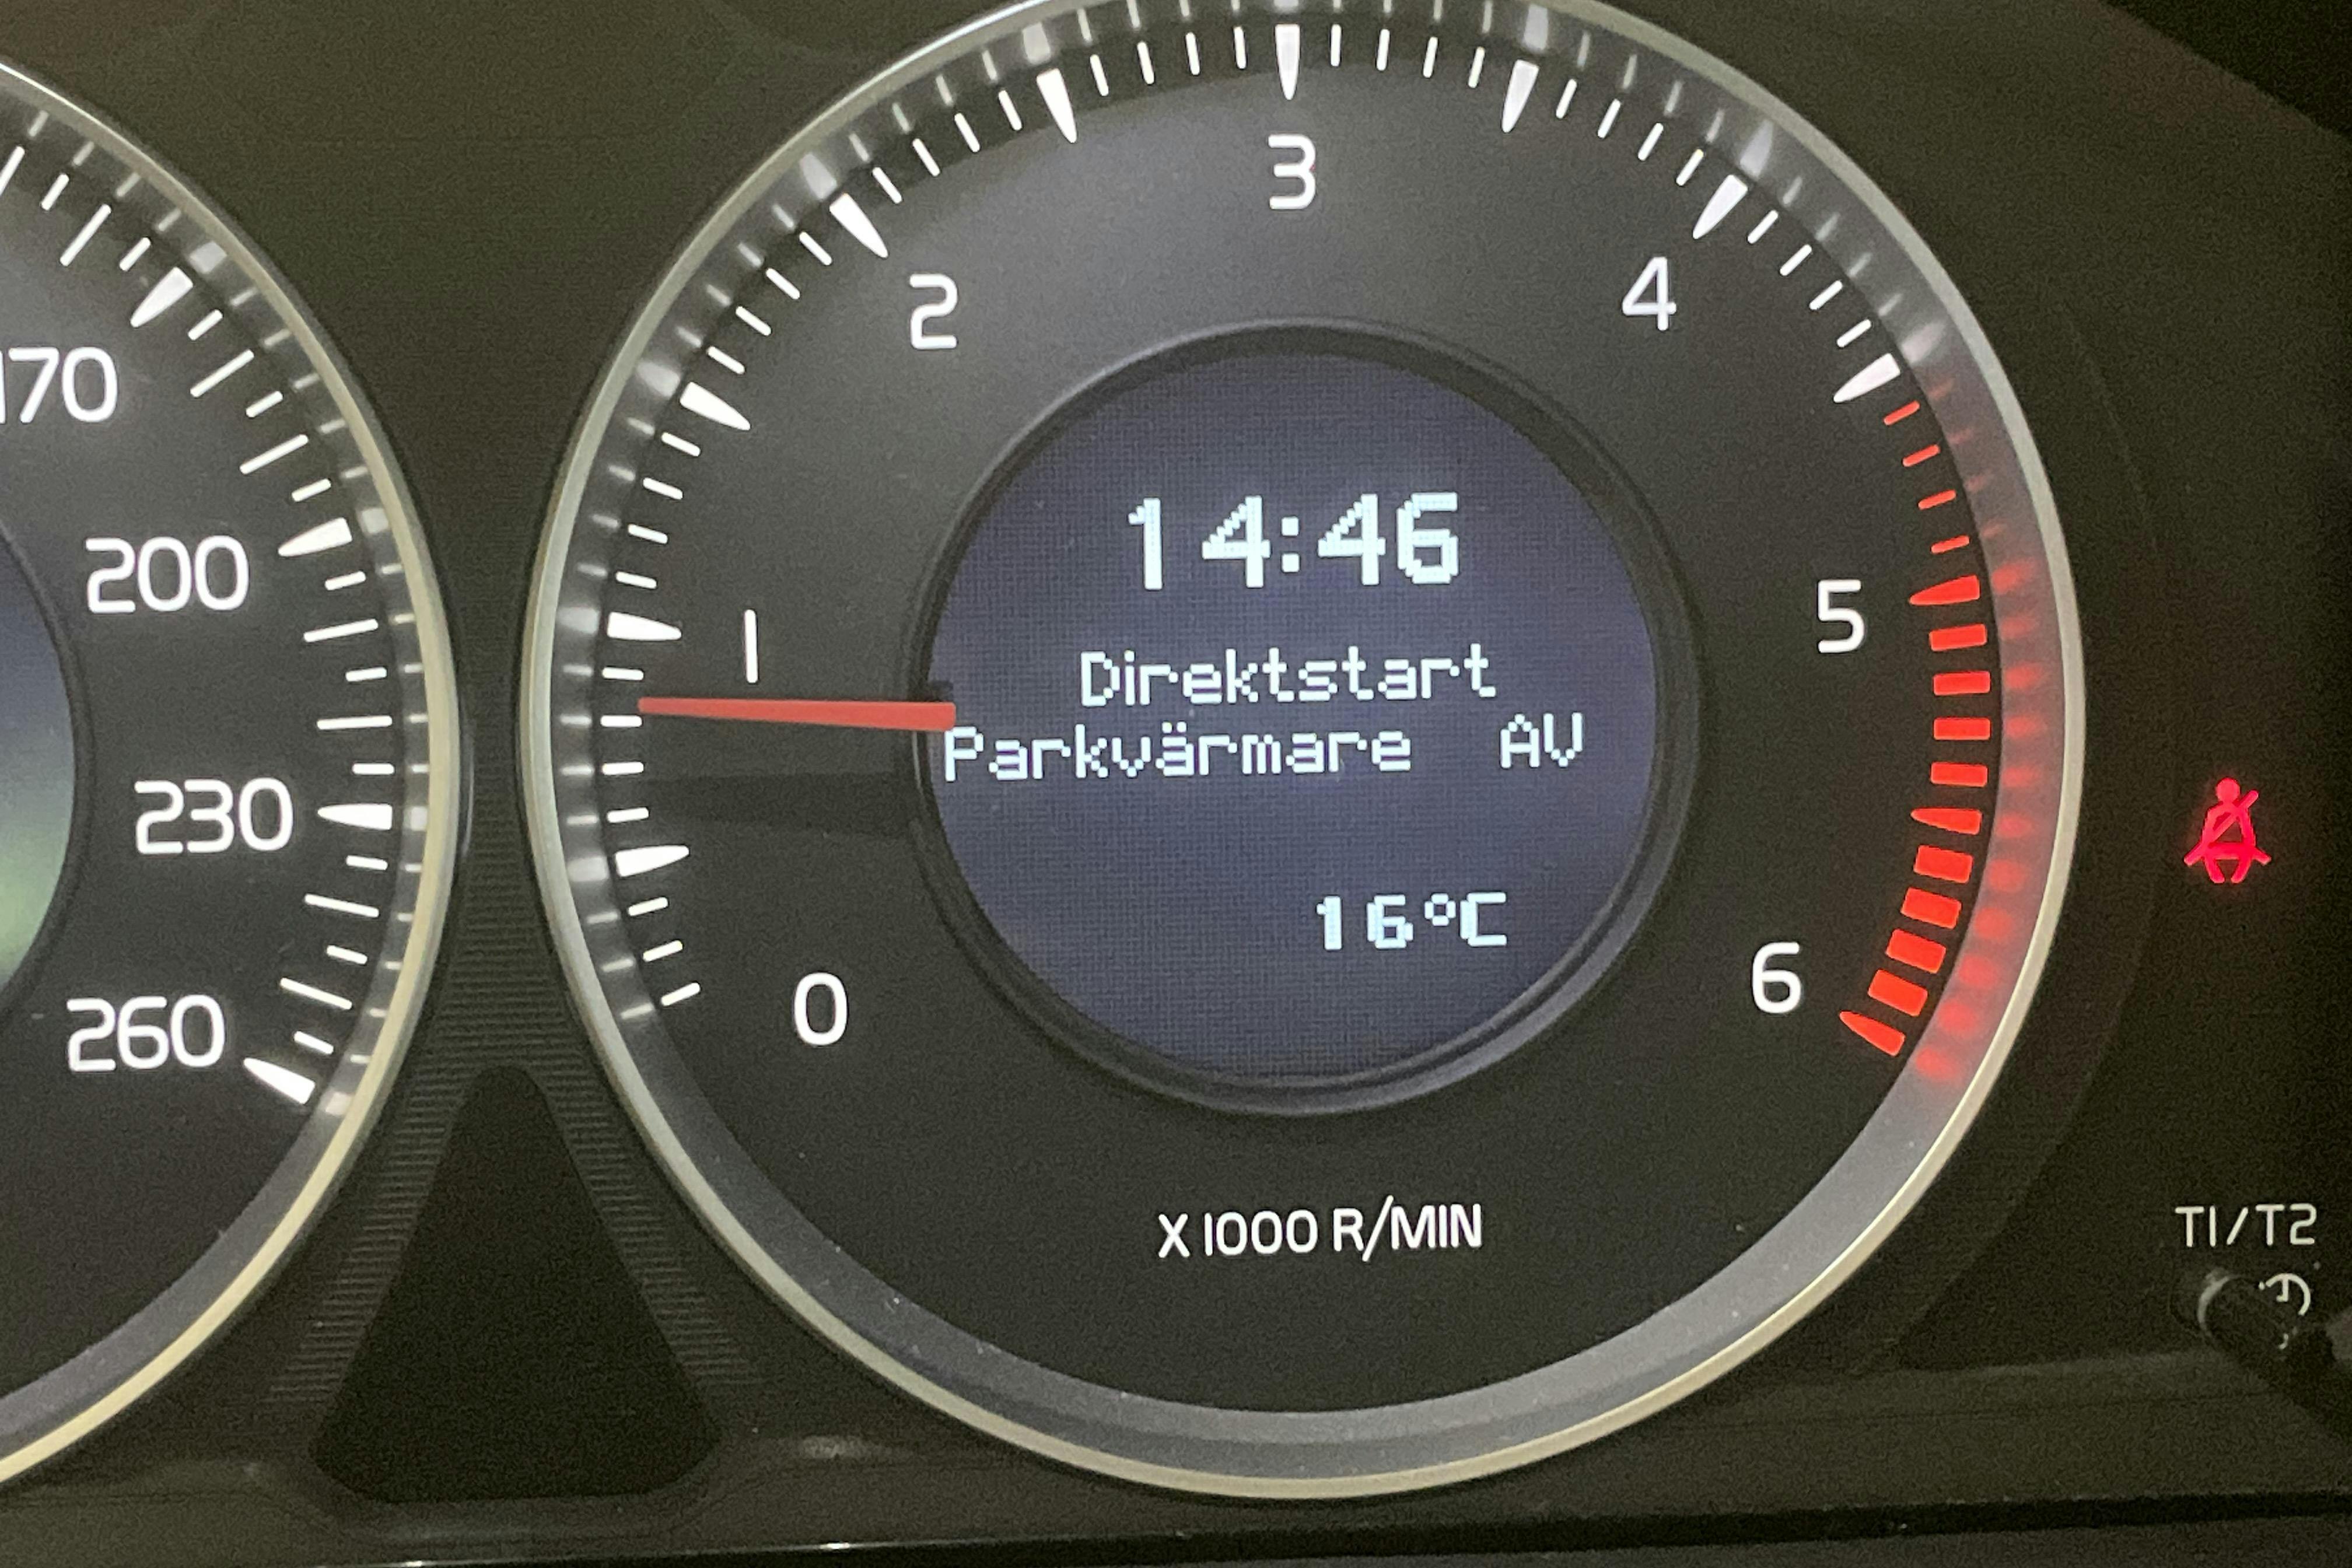 170
200
230
260
0
1
2
3
4
5
6
14:46
Direktstart
Parkvärmare AV
16°C
X 1000 R/MIN
T1/T2